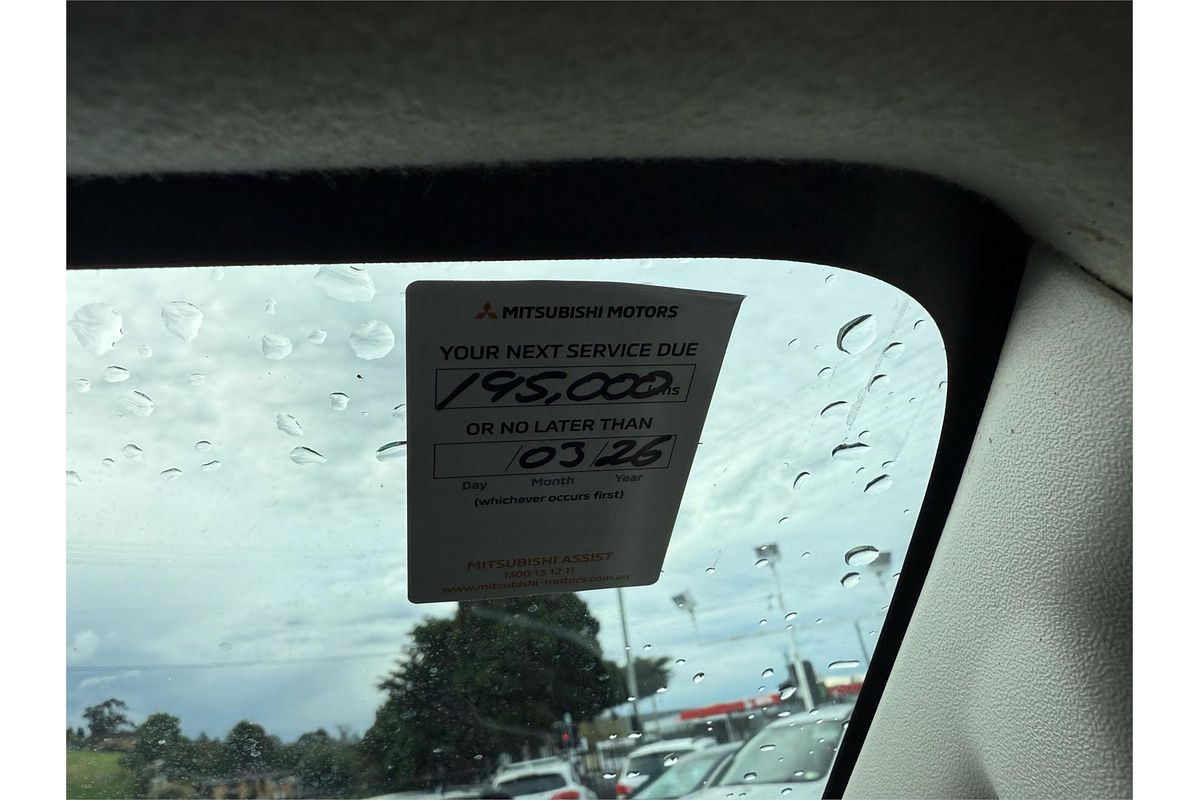 MITSUBISHI MOTORS
YOUR NEXT SERVICE DUE
195,000 kms
OR NO LATER THAN
/03/26
Day Month Year
(whichever occurs first)
MITSUBISHI ASSIST
1300 13 12 11
www.mitsubishi-motors.com.au